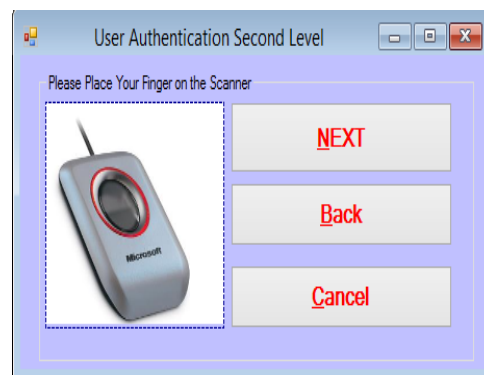 User Authentication Second Level
Please Place Your Finger on the Scanner
NEXT
Back
Microsoft
Cancel